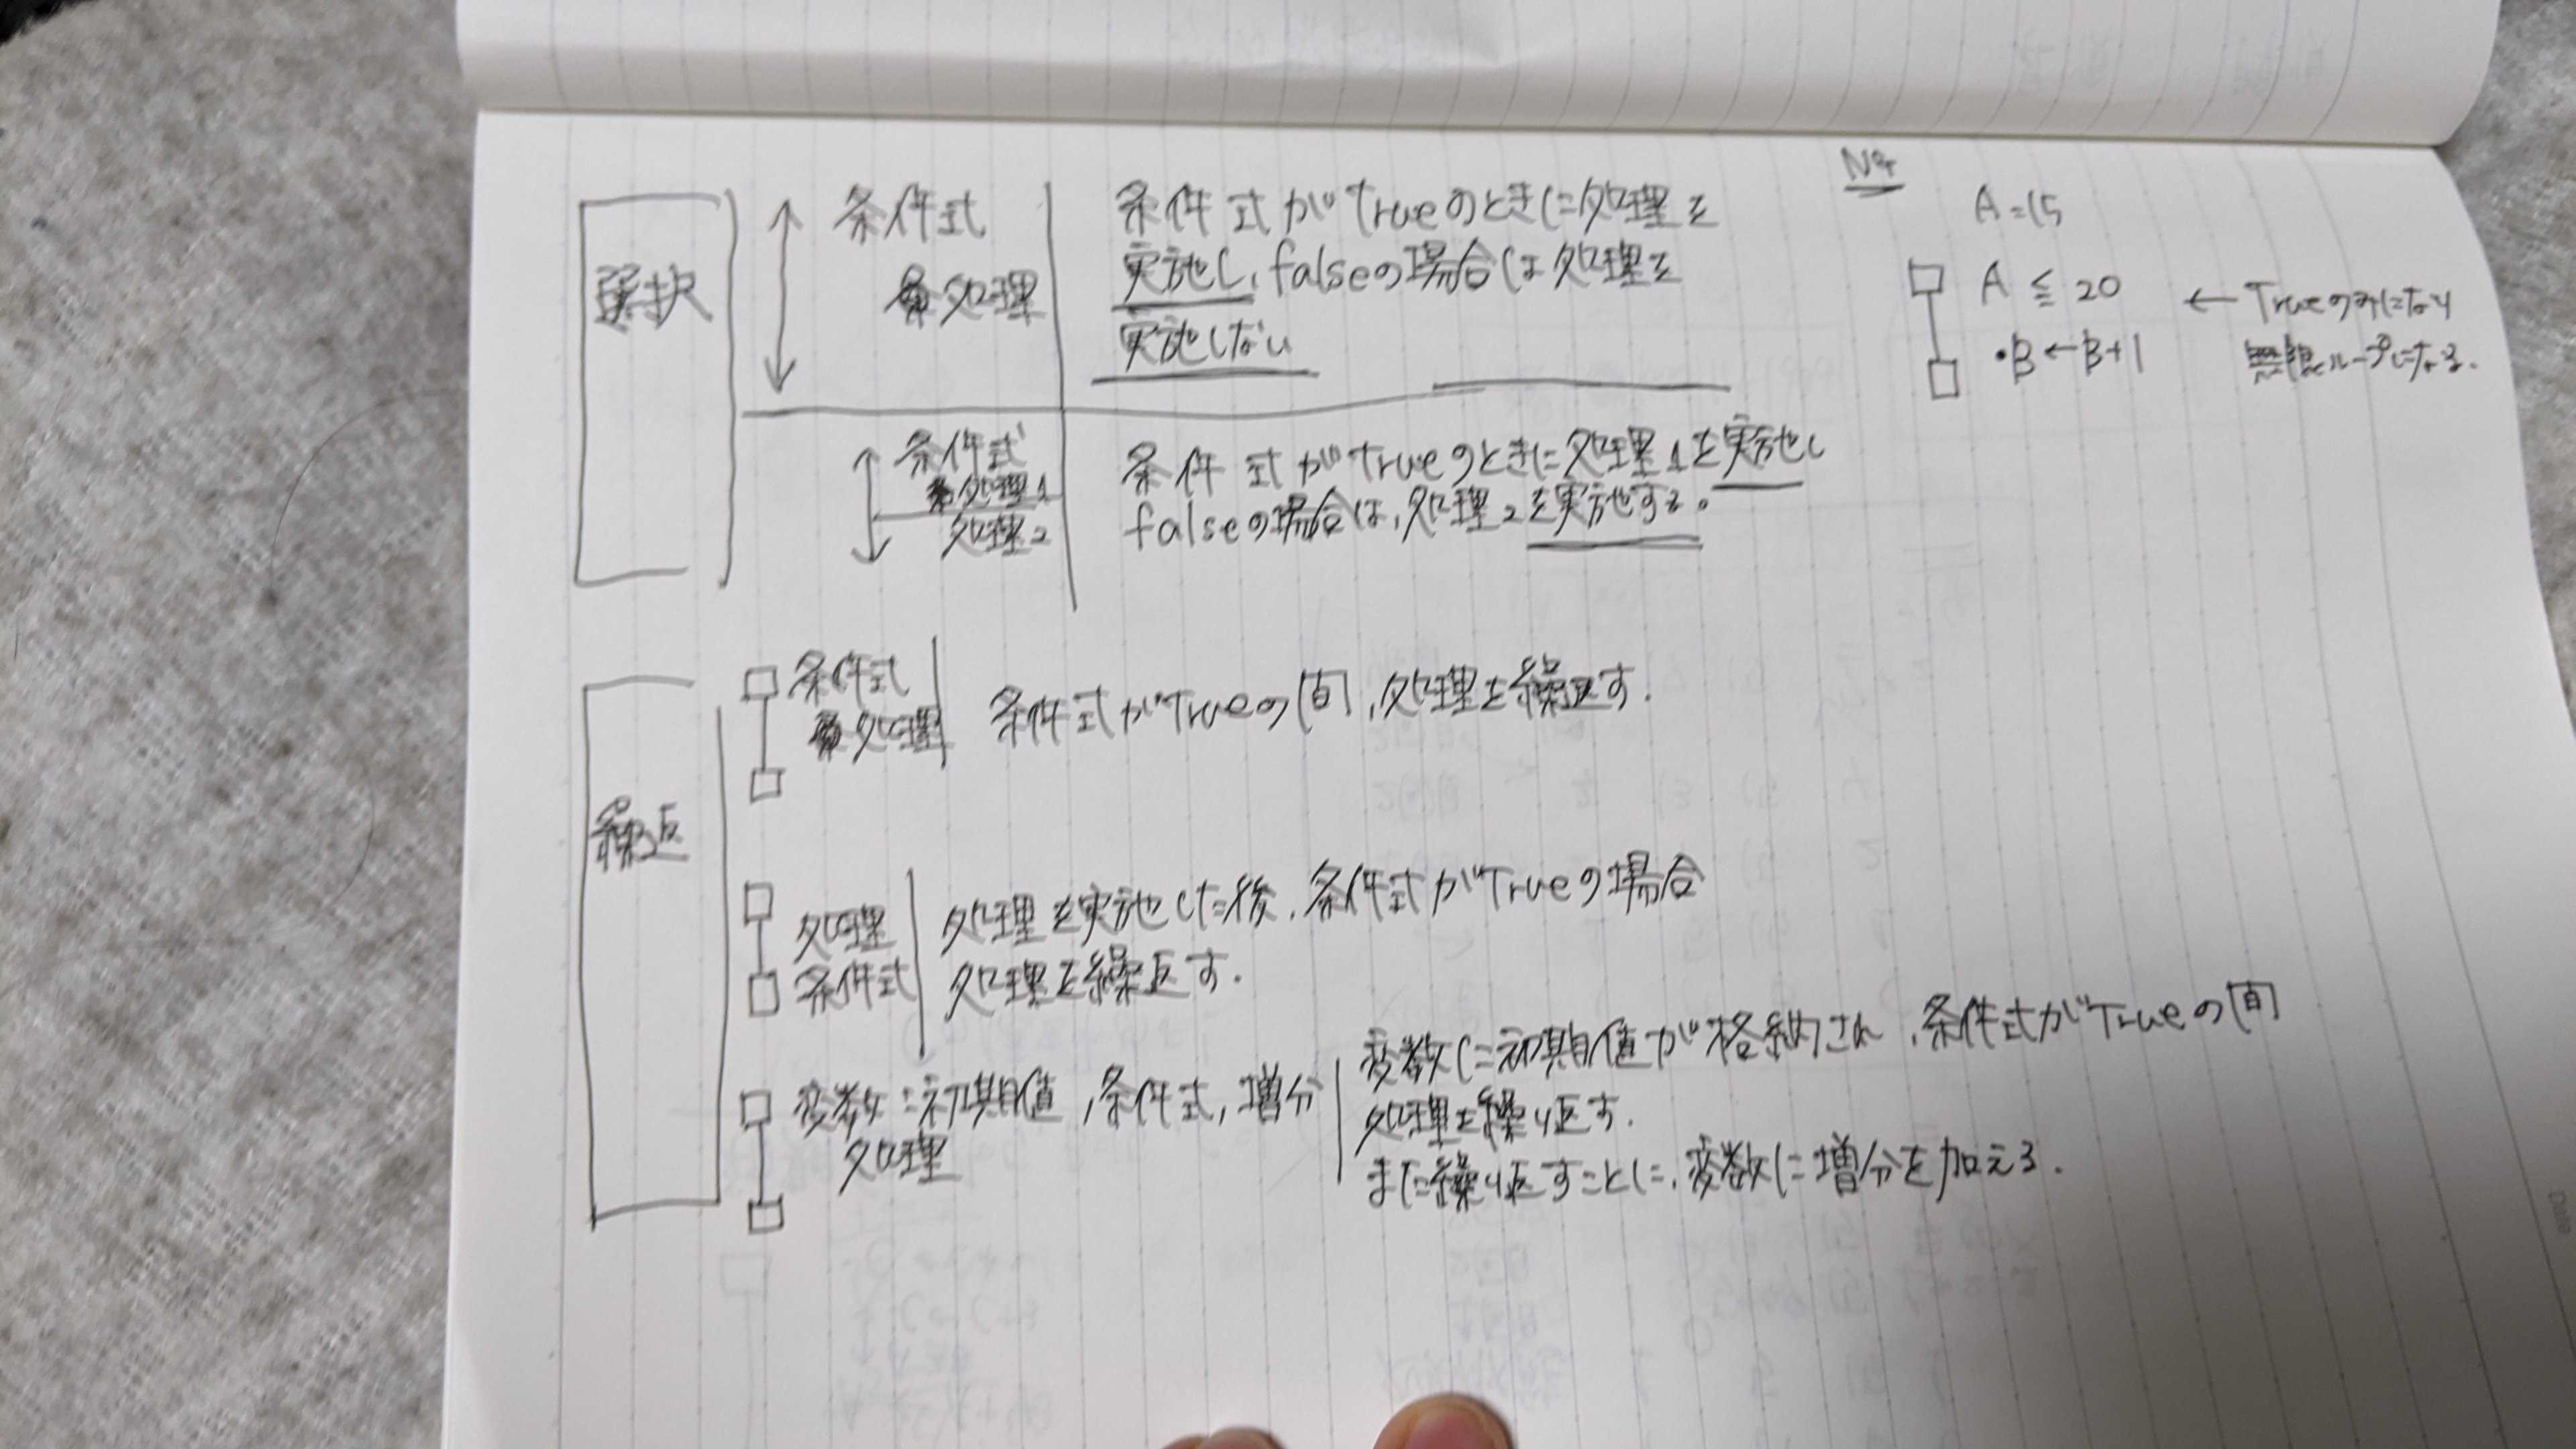 選択
条件式
処理
条件式がTrueのときに処理を
実施し,falseの場合は処理を
実施しない
条件式
処理1
処理2
条件式がTrueのときに処理1を実施し
falseの場合は,処理2を実施する。
A=15
A ≦ 20
・B←B+1
← Trueのみになり
無限ループになる.
繰返
条件式
処理
条件式がTrueの間,処理を繰返す.
処理
条件式
処理を実施した後,条件式がTrueの場合
処理を繰返す.
変数:初期値,条件式,増分
処理
変数に初期値が格納され,条件式がTrueの間
処理を繰り返す.
また繰り返すことに,変数に増分を加える.